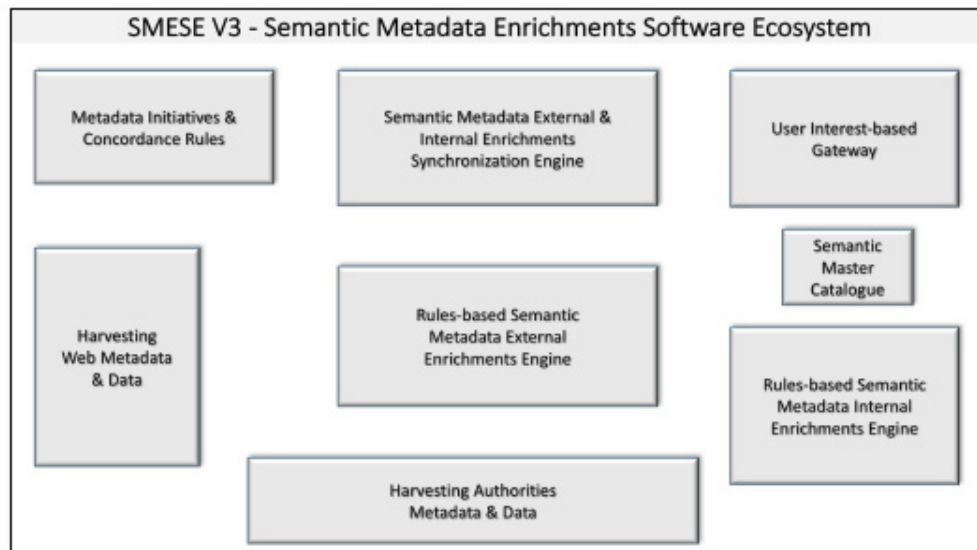 SMESE V3 - Semantic Metadata Enrichments Software Ecosystem
Metadata Initiatives &
Concordance Rules
Semantic Metadata External &
Internal Enrichments
Synchronization Engine
User Interest-based
Gateway
Semantic
Master
Catalogue
Harvesting
Web Metadata
& Data
Rules-based Semantic
Metadata External
Enrichments Engine
Rules-based Semantic
Metadata Internal
Enrichments Engine
Harvesting Authorities
Metadata & Data